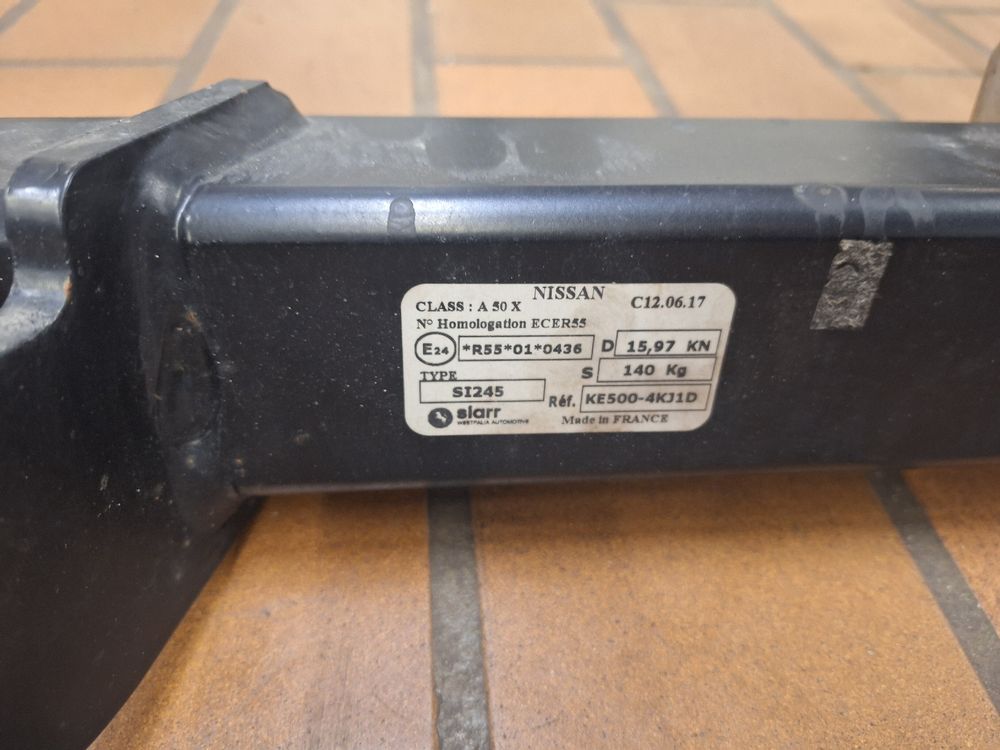 NISSAN
CLASS : A 50 X C12.06.17
N° Homologation ECER55
E24 *R55*01*0436 D 15,97 KN
TYPE S 140 Kg
SI245 Réf. KE500-4KJ1D
siarr Made in FRANCE
WESTFALIA AUTOMOTIVE